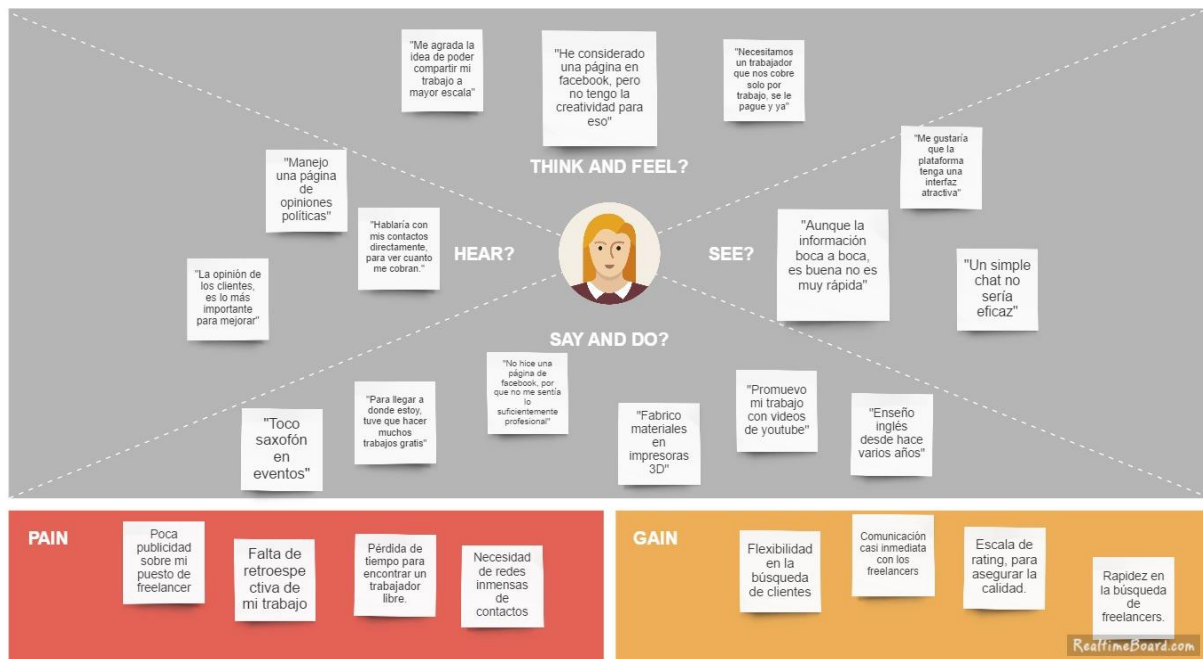 "Me agrada la
idea de poder
compartir mi
trabajo a
mayor escala"
"He considerado
una página en
facebook, pero
no tengo la
creatividad para
eso"
"Necesitamos
un trabajador
que nos cobre
solo por
trabajo, se le
pague y ya"
THINK AND FEEL?
"Manejo
una página
de
opiniones
políticas"
"Hablaría con
mis contactos
directamente,
para ver cuanto
me cobran."
"La opinión de
los clientes,
es lo más
importante
para mejorar"
HEAR?
SEE?
"Me gustaría
que la
plataforma
tenga una
interfaz
atractiva"
"Aunque la
información
boca a boca,
es buena no es
muy rápida"
"Un simple
chat no
sería
eficaz"
SAY AND DO?
"Toco
saxofón
en
eventos"
"Para llegar a
donde estoy,
tuve que hacer
muchos
trabajos gratis"
"No hice una
página de
facebook, por
que no me sentía
lo
suficientemente
profesional"
"Fabrico
materiales
en
impresoras
3D"
"Promuevo
mi trabajo
con videos
de youtube"
"Enseño
inglés
desde hace
varios años"
PAIN
Poca
publicidad
sobre mi
puesto de
freelancer
Falta de
retroespe
ctiva de
mi trabajo
Pérdida de
tiempo para
encontrar un
trabajador
libre.
Necesidad
de redes
inmensas
de
contactos
GAIN
Flexibilidad
en la
búsqueda
de clientes
Comunicación
casi inmediata
con los
freelancers
Escala de
rating, para
asegurar la
calidad.
Rapidez en
la búsqueda
de
freelancers.
RealtimeBoard.com